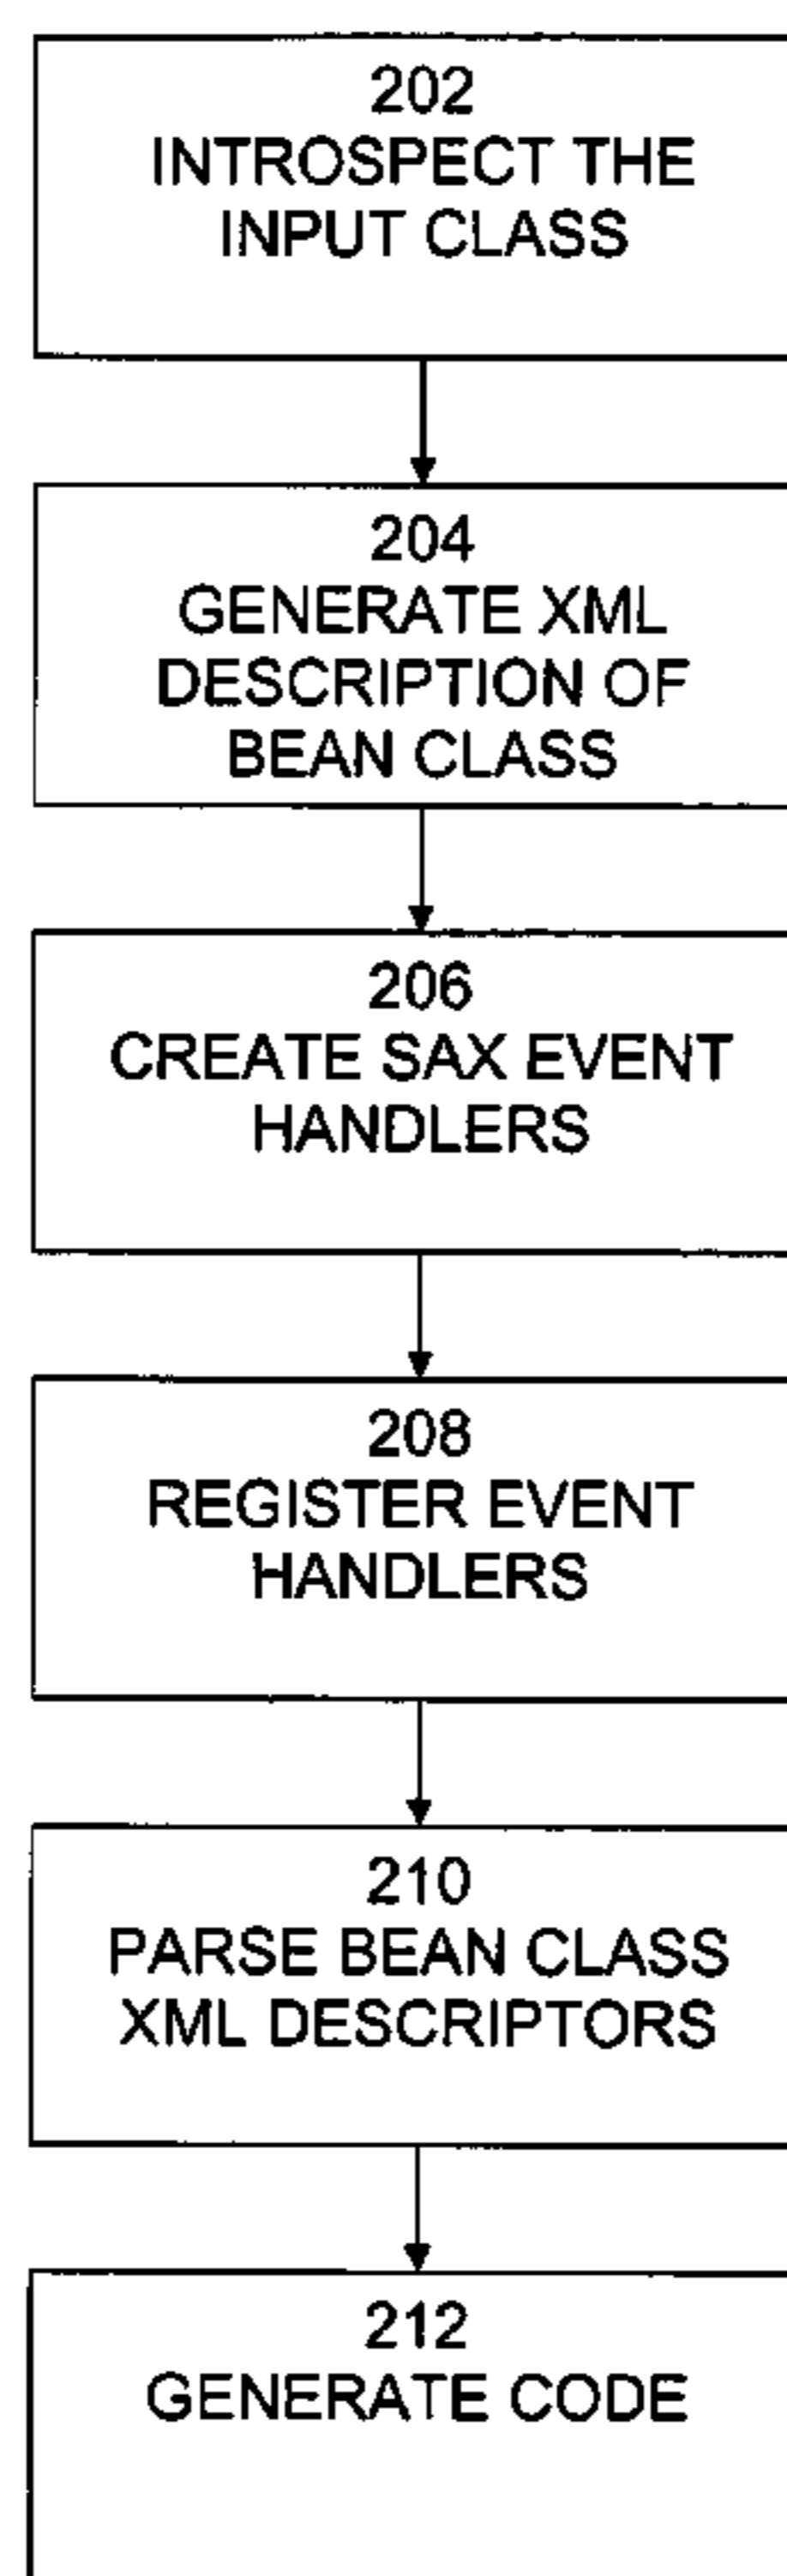 202
INTROSPECT THE
INPUT CLASS
204
GENERATE XML
DESCRIPTION OF
BEAN CLASS
206
CREATE SAX EVENT
HANDLERS
208
REGISTER EVENT
HANDLERS
210
PARSE BEAN CLASS
XML DESCRIPTORS
212
GENERATE CODE